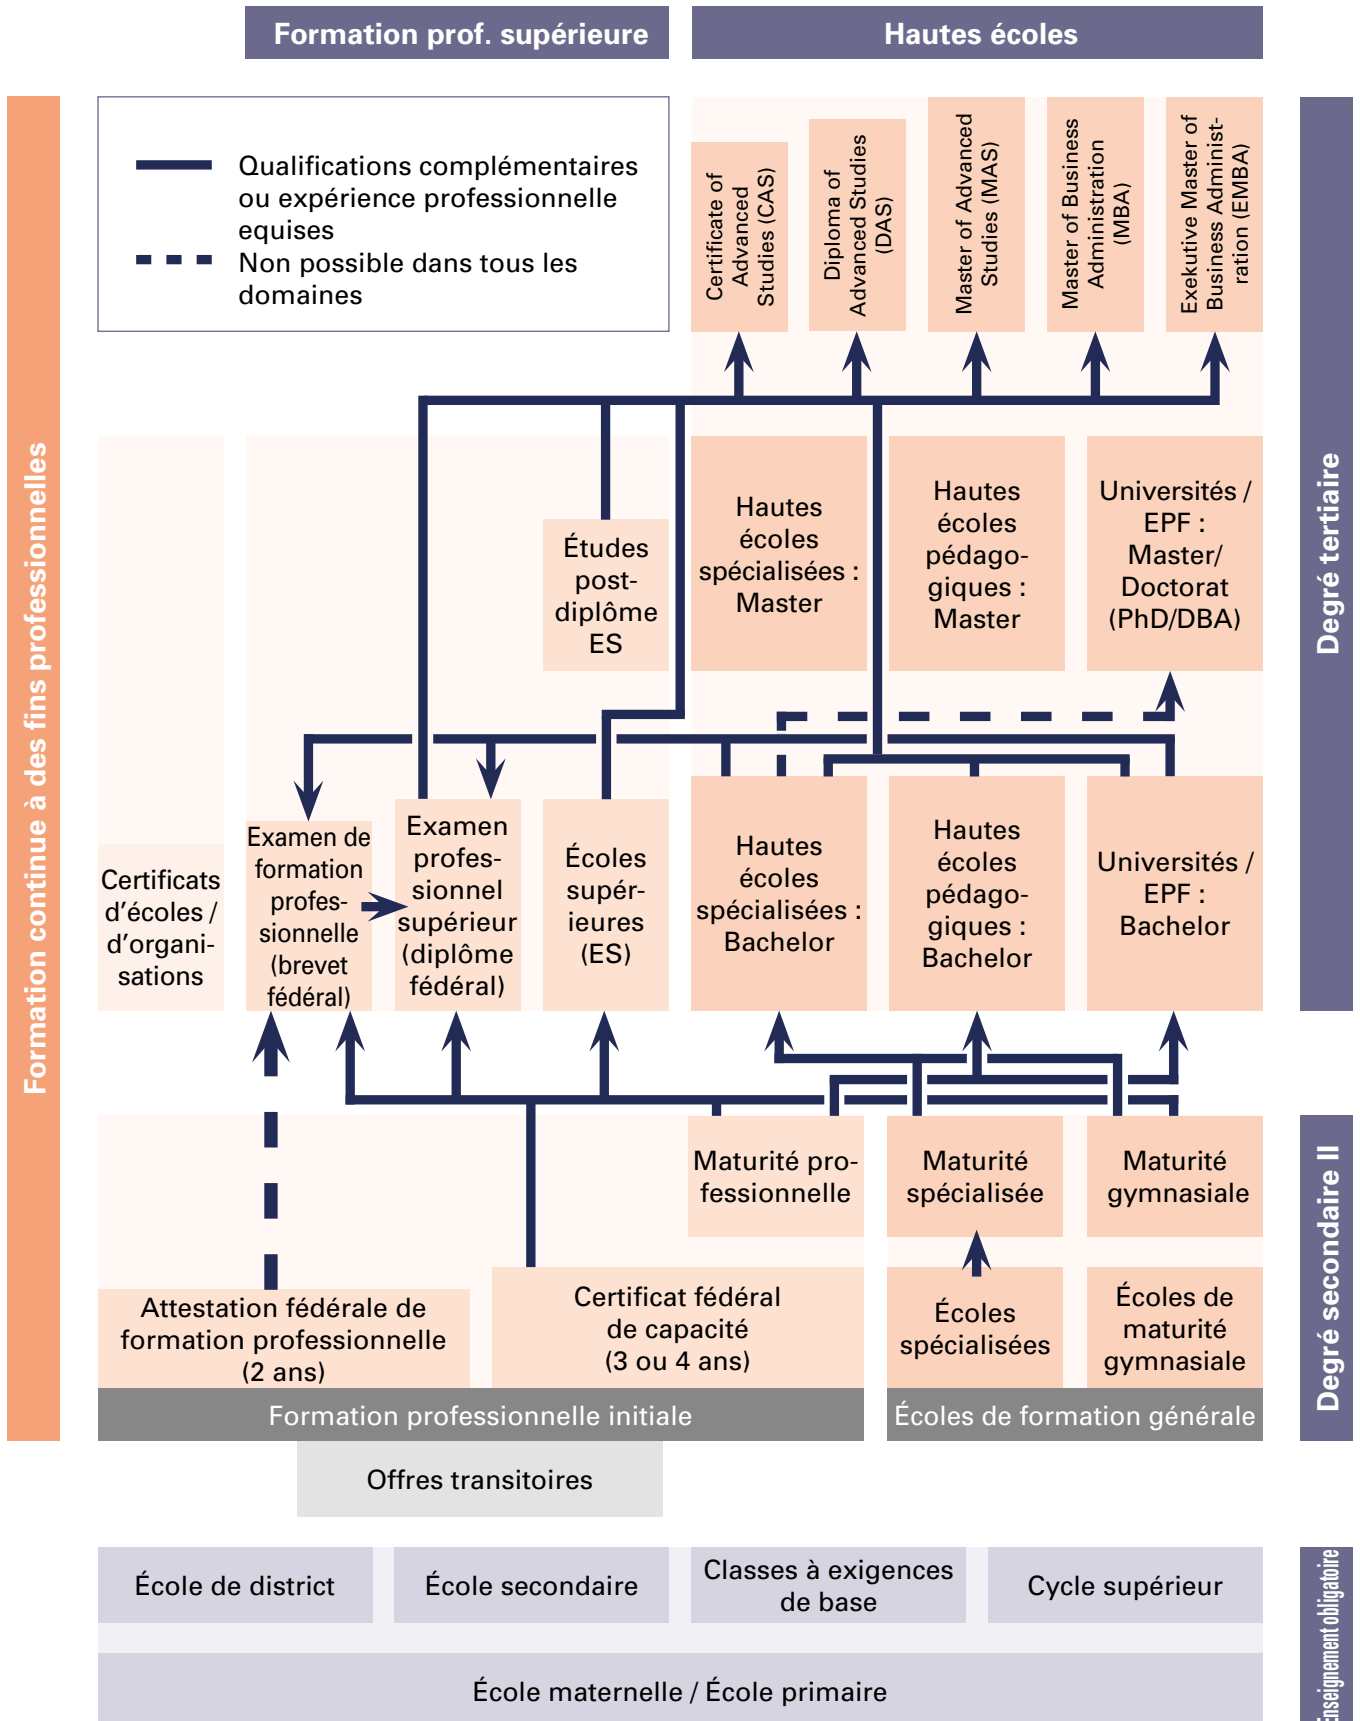 Formation prof. supérieure
Hautes écoles
Formation continue à des fins professionnelles
Qualifications complémentaires
ou expérience professionnelle
equises
Non possible dans tous les
domaines
Certificate of
Advanced
Studies (CAS)
Diploma of
Advanced Studies
(DAS)
Master of Advanced
Studies (MAS)
Master of Business
Administration
(MBA)
Exekutive Master of
Business Administ-
ration (EMBA)
Degré tertiaire
Études
post-
diplôme
ES
Hautes
écoles
spécialisées :
Master
Hautes
écoles
pédago-
giques :
Master
Universités /
EPF :
Master/
Doctorat
(PhD/DBA)
Certificats
d'écoles /
d'organi-
sations
Examen de
formation
profes-
sionnelle
(brevet
fédéral)
Examen
profes-
sionnel
supérieur
(diplôme
fédéral)
Écoles
supér-
ieures
(ES)
Hautes
écoles
spécialisées :
Bachelor
Hautes
écoles
pédago-
giques :
Bachelor
Universités /
EPF :
Bachelor
Degré secondaire II
Maturité pro-
fessionnelle
Maturité
spécialisée
Maturité
gymnasiale
Attestation fédérale de
formation professionnelle
(2 ans)
Certificat fédéral
de capacité
(3 ou 4 ans)
Écoles
spécialisées
Écoles de
maturité
gymnasiale
Formation professionnelle initiale
Écoles de formation générale
Offres transitoires
École de district
École secondaire
Classes à exigences
de base
Cycle supérieur
Enseignement obligatoire
École maternelle / École primaire